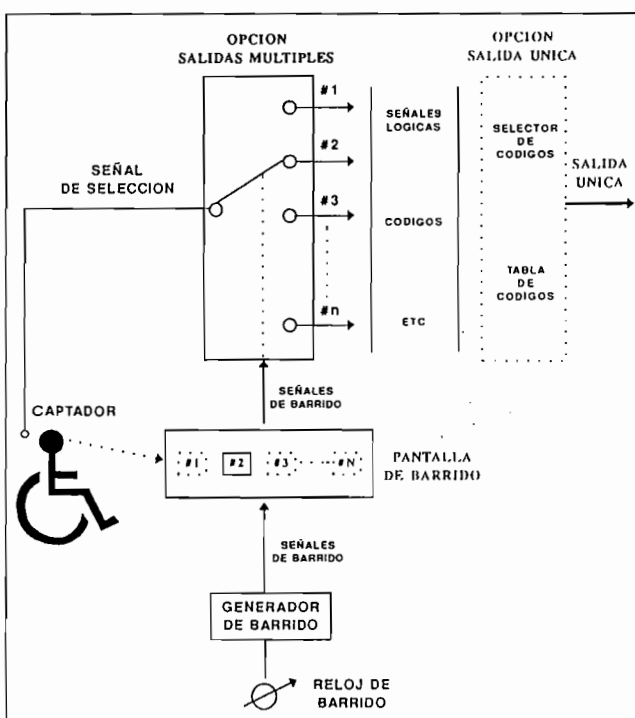 OPCION
SALIDAS MULTIPLES
OPCION
SALIDA UNICA
#1
#2
#3
#n
SEÑALES
LOGICAS
CODIGOS
ETC
SELECTOR
DE
CODIGOS
TABLA
DE
CODIGOS
SALIDA
UNICA
SEÑAL
DE SELECCION
SEÑALES
DE BARRIDO
CAPTADOR
#1
#2
#3
#N
PANTALLA
DE BARRIDO
SEÑALES
DE BARRIDO
GENERADOR
DE BARRIDO
RELOJ DE
BARRIDO